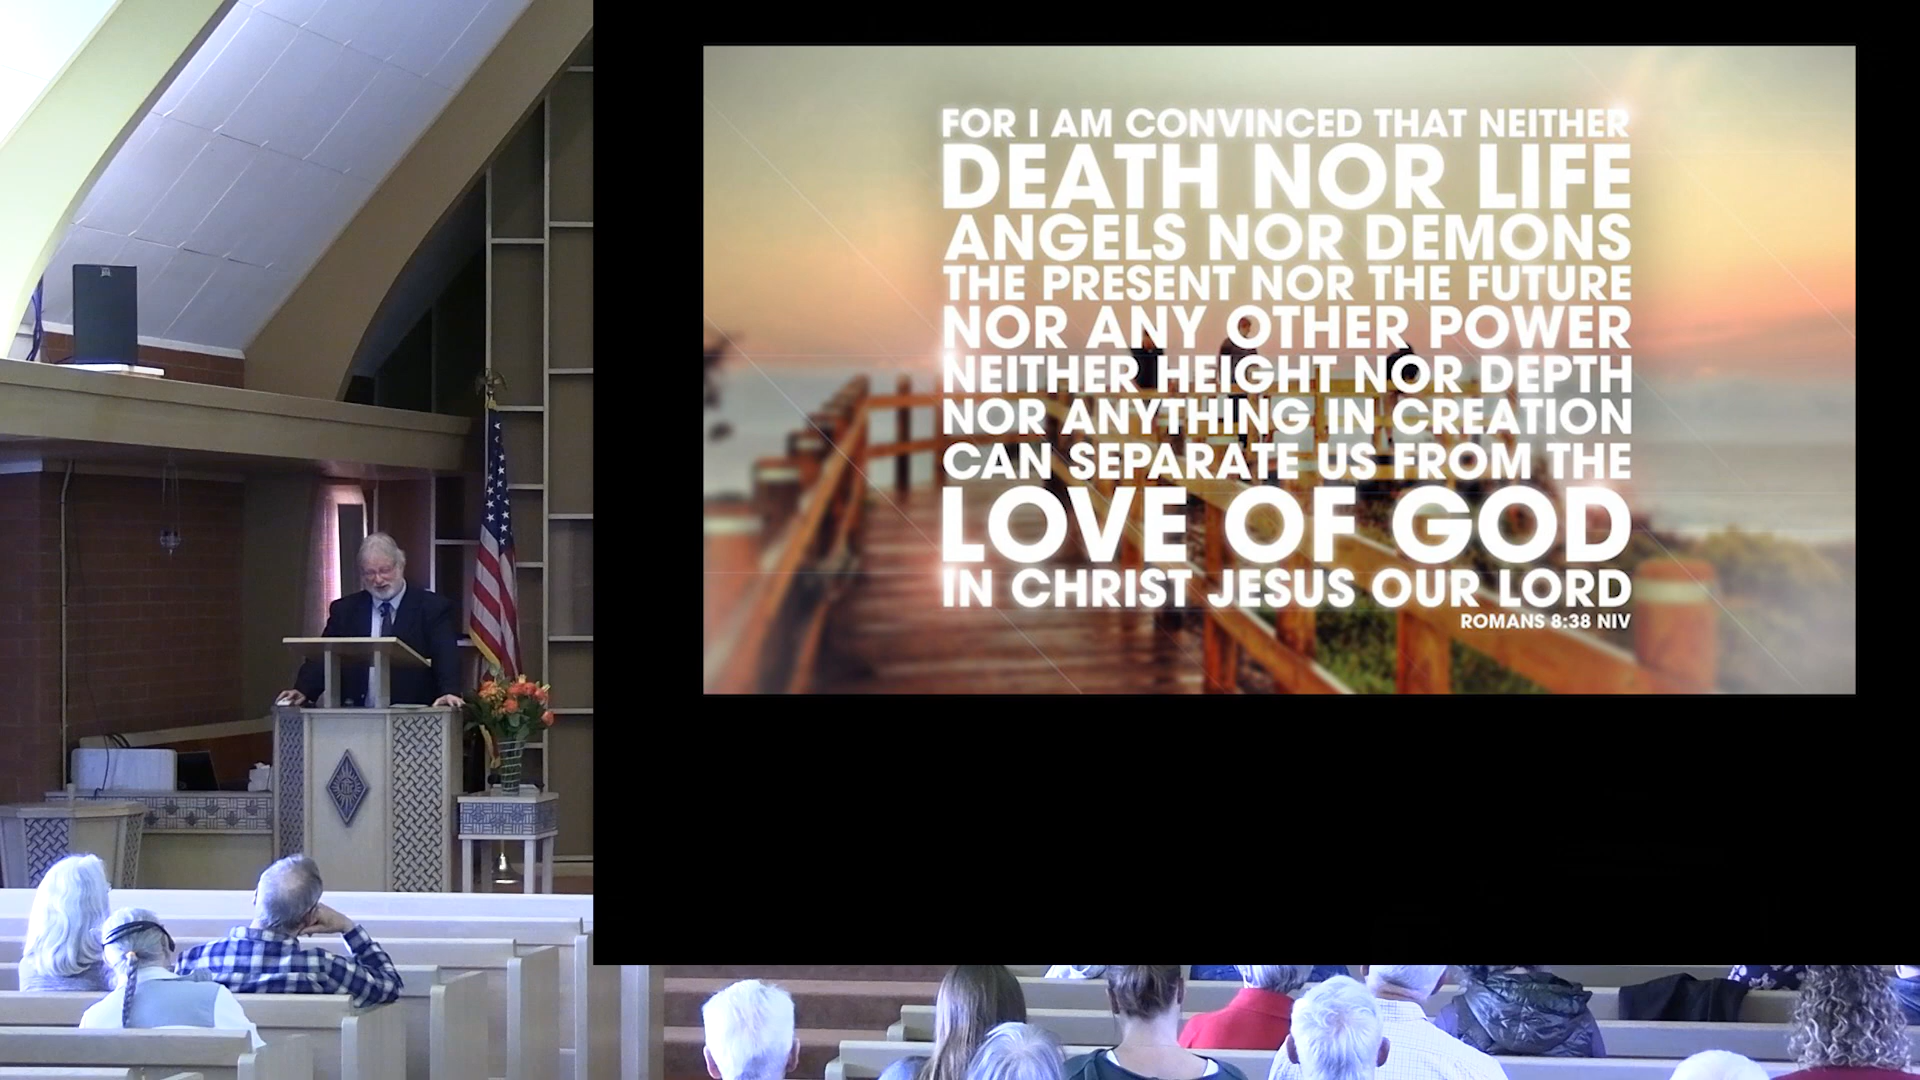 FOR I AM CONVINCED THAT NEITHER
DEATH NOR LIFE
ANGELS NOR DEMONS
THE PRESENT NOR THE FUTURE
NOR ANY OTHER POWER
NEITHER HEIGHT NOR DEPTH
NOR ANYTHING IN CREATION
CAN SEPARATE US FROM THE
LOVE OF GOD
IN CHRIST JESUS OUR LORD
ROMANS 8:38 NIV